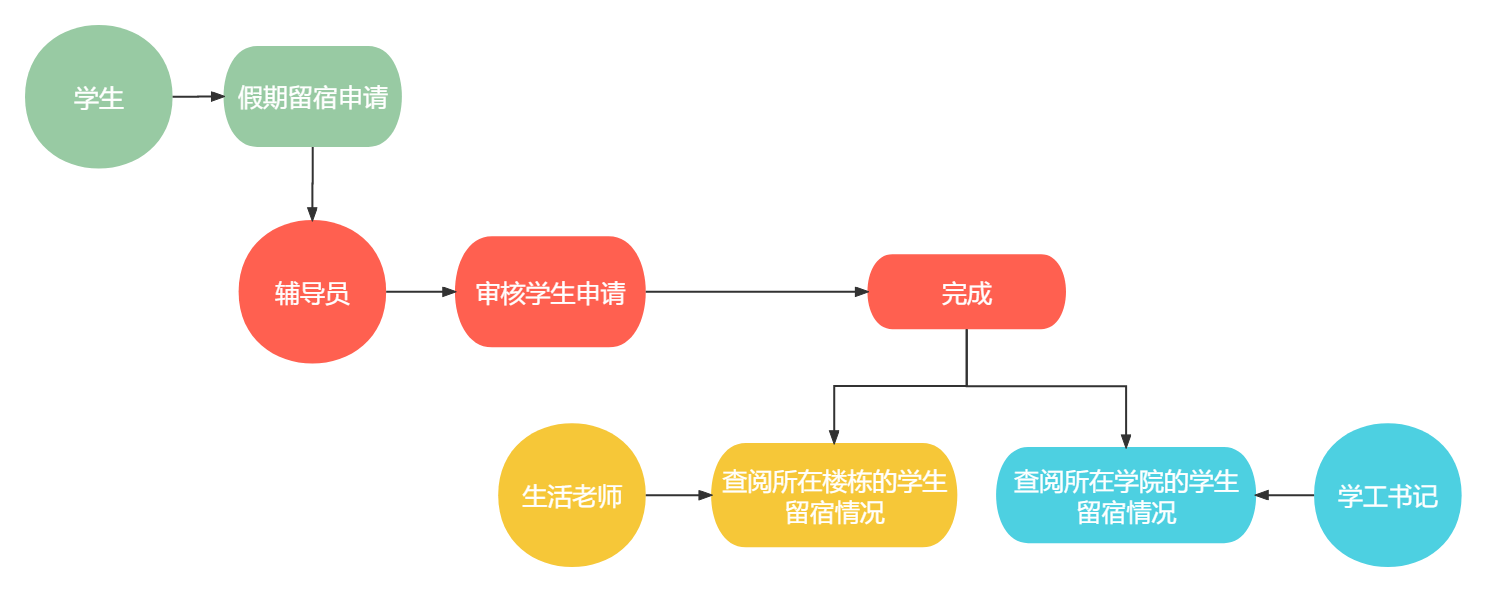 学生
假期留宿申请
辅导员
审核学生申请
完成
生活老师
查阅所在楼栋的学生
留宿情况
查阅所在学院的学生
留宿情况
学工书记